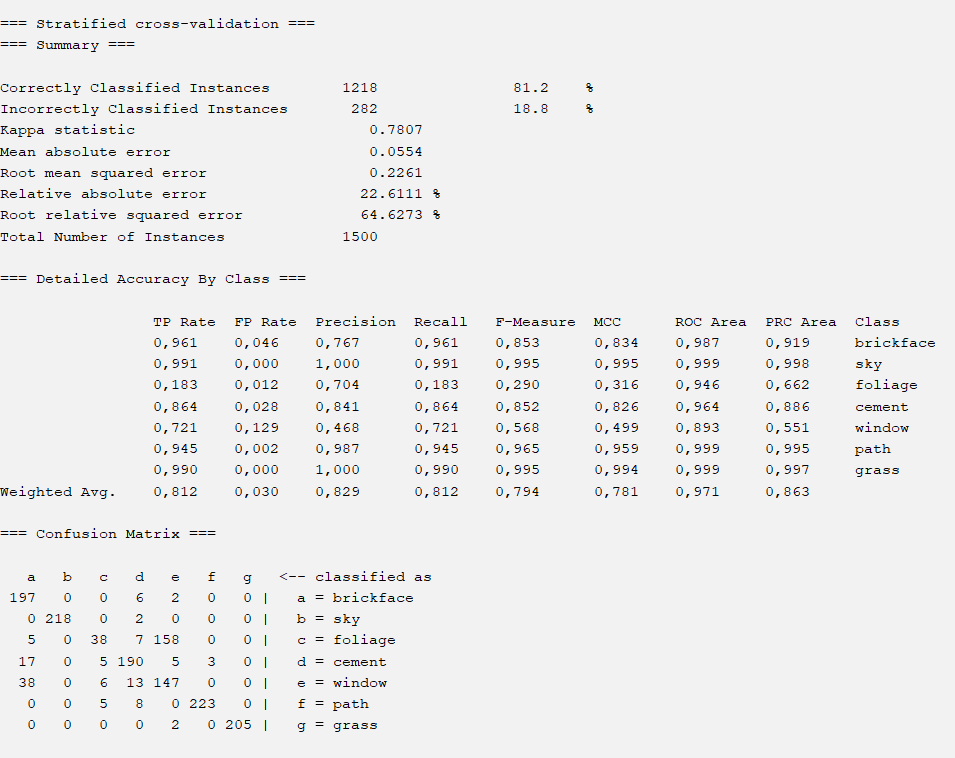 === Stratified cross-validation ===
=== Summary ===
Correctly Classified Instances 1218 81.2 %
Incorrectly Classified Instances 282 18.8 %
Kappa statistic 0.7807
Mean absolute error 0.0554
Root mean squared error 0.2261
Relative absolute error 22.6111 %
Root relative squared error 64.6273 %
Total Number of Instances 1500
=== Detailed Accuracy By Class ===
TP Rate FP Rate Precision Recall F-Measure MCC ROC Area PRC Area Class
0,961 0,046 0,767 0,961 0,853 0,834 0,987 0,919 brickface
0,991 0,000 1,000 0,991 0,995 0,995 0,999 0,998 sky
0,183 0,012 0,704 0,183 0,290 0,316 0,946 0,662 foliage
0,864 0,028 0,841 0,864 0,852 0,826 0,964 0,886 cement
0,721 0,129 0,468 0,721 0,568 0,499 0,893 0,551 window
0,945 0,002 0,987 0,945 0,965 0,959 0,999 0,995 path
0,990 0,000 1,000 0,990 0,995 0,994 0,999 0,997 grass
Weighted Avg. 0,812 0,030 0,829 0,812 0,794 0,781 0,971 0,863
=== Confusion Matrix ===
a b c d e f g <-- classified as
197 0 0 6 2 0 0 | a = brickface
0 218 0 2 0 0 0 | b = sky
5 0 38 7 158 0 0 | c = foliage
17 0 5 190 5 3 0 | d = cement
38 0 6 13 147 0 0 | e = window
0 0 5 8 0 223 0 | f = path
0 0 0 0 2 0 205 | g = grass